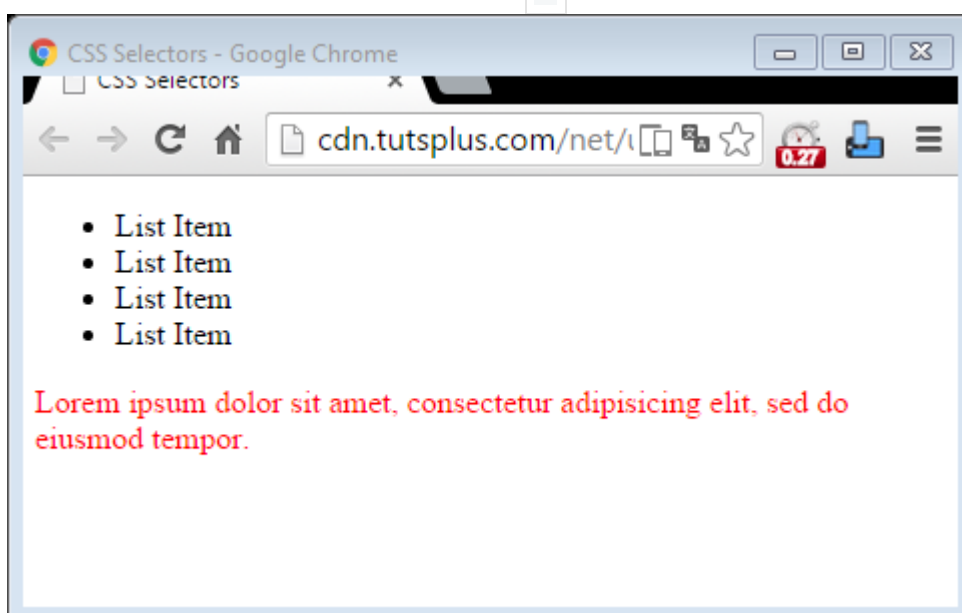 CSS Selectors - Google Chrome
CSS Selectors
cdn.tutsplus.com/net/
0.27
List Item
List Item
List Item
List Item
Lorem ipsum dolor sit amet, consectetur adipisicing elit, sed do
eiusmod tempor.